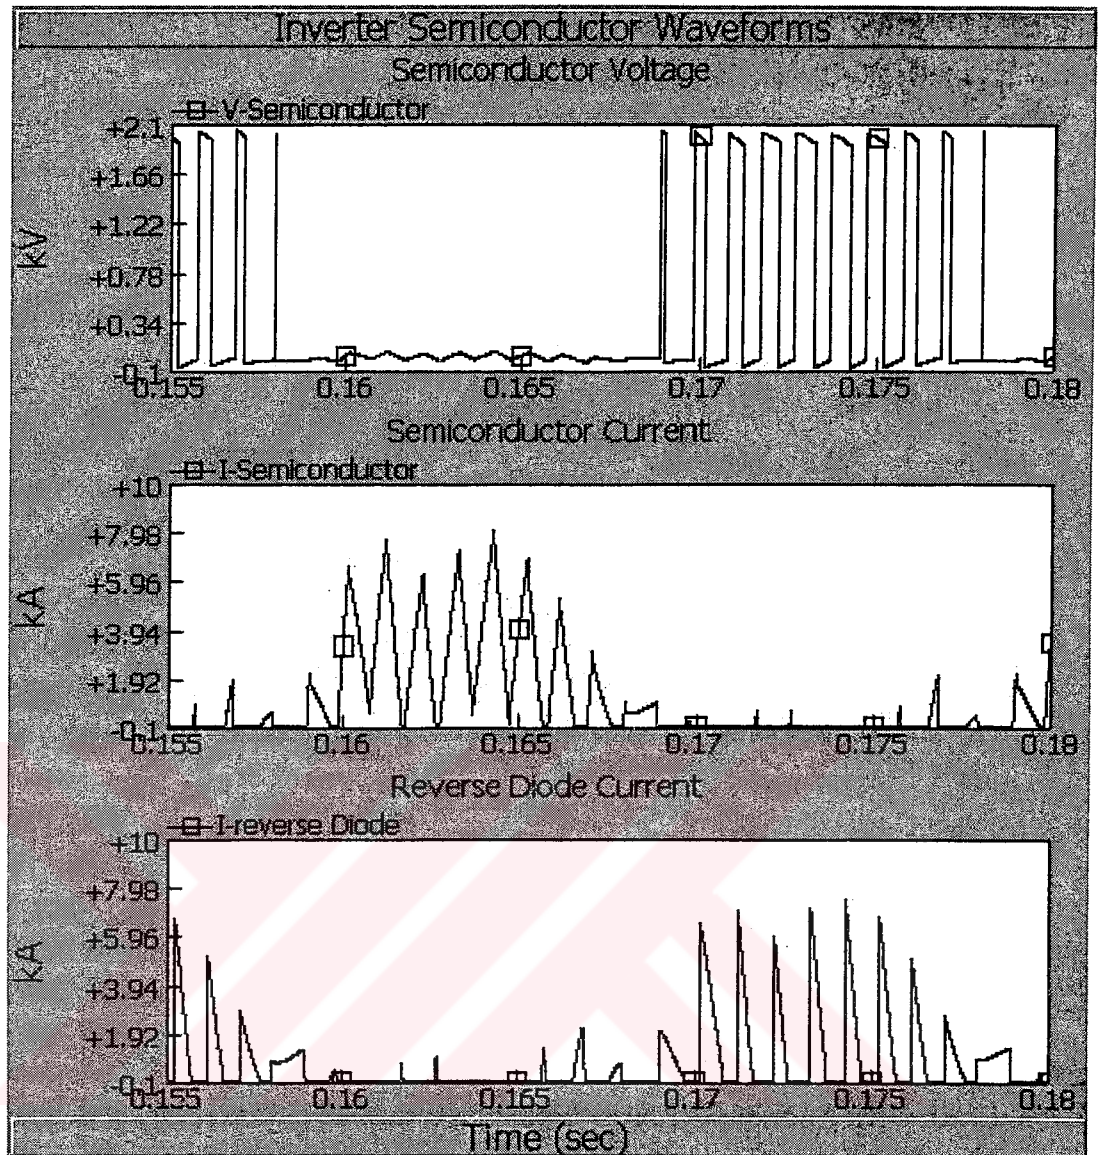 Inverter Semiconductor Waveforms
Semiconductor Voltage
V-Semiconductor
+2.1
+1.66
+1.22
+0.78
+0.34
-0.1
kV
0.155 0.16 0.165 0.17 0.175 0.18
Semiconductor Current
I-Semiconductor
+10
+7.98
+5.96
+3.94
+1.92
-0.1
kA
0.155 0.16 0.165 0.17 0.175 0.18
Reverse Diode Current
I-reverse Diode
+10
+7.98
+5.96
+3.94
+1.92
-0.1
kA
0.155 0.16 0.165 0.17 0.175 0.18
Time (sec)